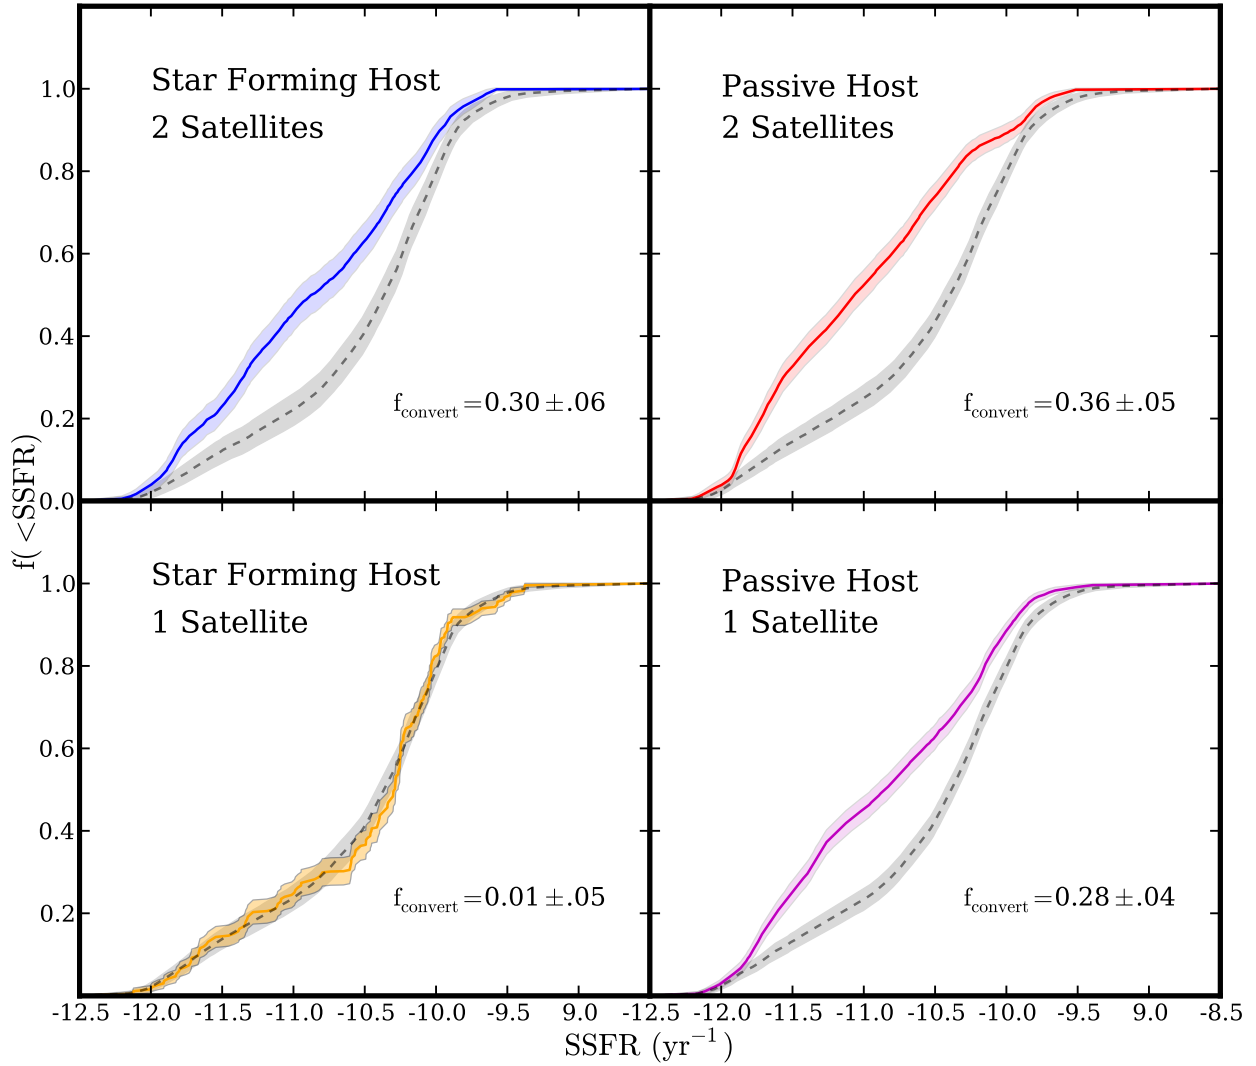 Star Forming Host
2 Satellites
f_convert=0.30±.06
Passive Host
2 Satellites
f_convert=0.36±.05
1.0
0.8
0.6
0.4
0.2
0.0
f( <SSFR)
Star Forming Host
1 Satellite
f_convert=0.01±.05
Passive Host
1 Satellite
f_convert=0.28±.04
1.0
0.8
0.6
0.4
0.2
-12.5 -12.0 -11.5 -11.0 -10.5 -10.0 -9.5 9.0 -12.5 -12.0 -11.5 -11.0 -10.5 -10.0 -9.5 9.0 -8.5
SSFR (yr⁻¹)